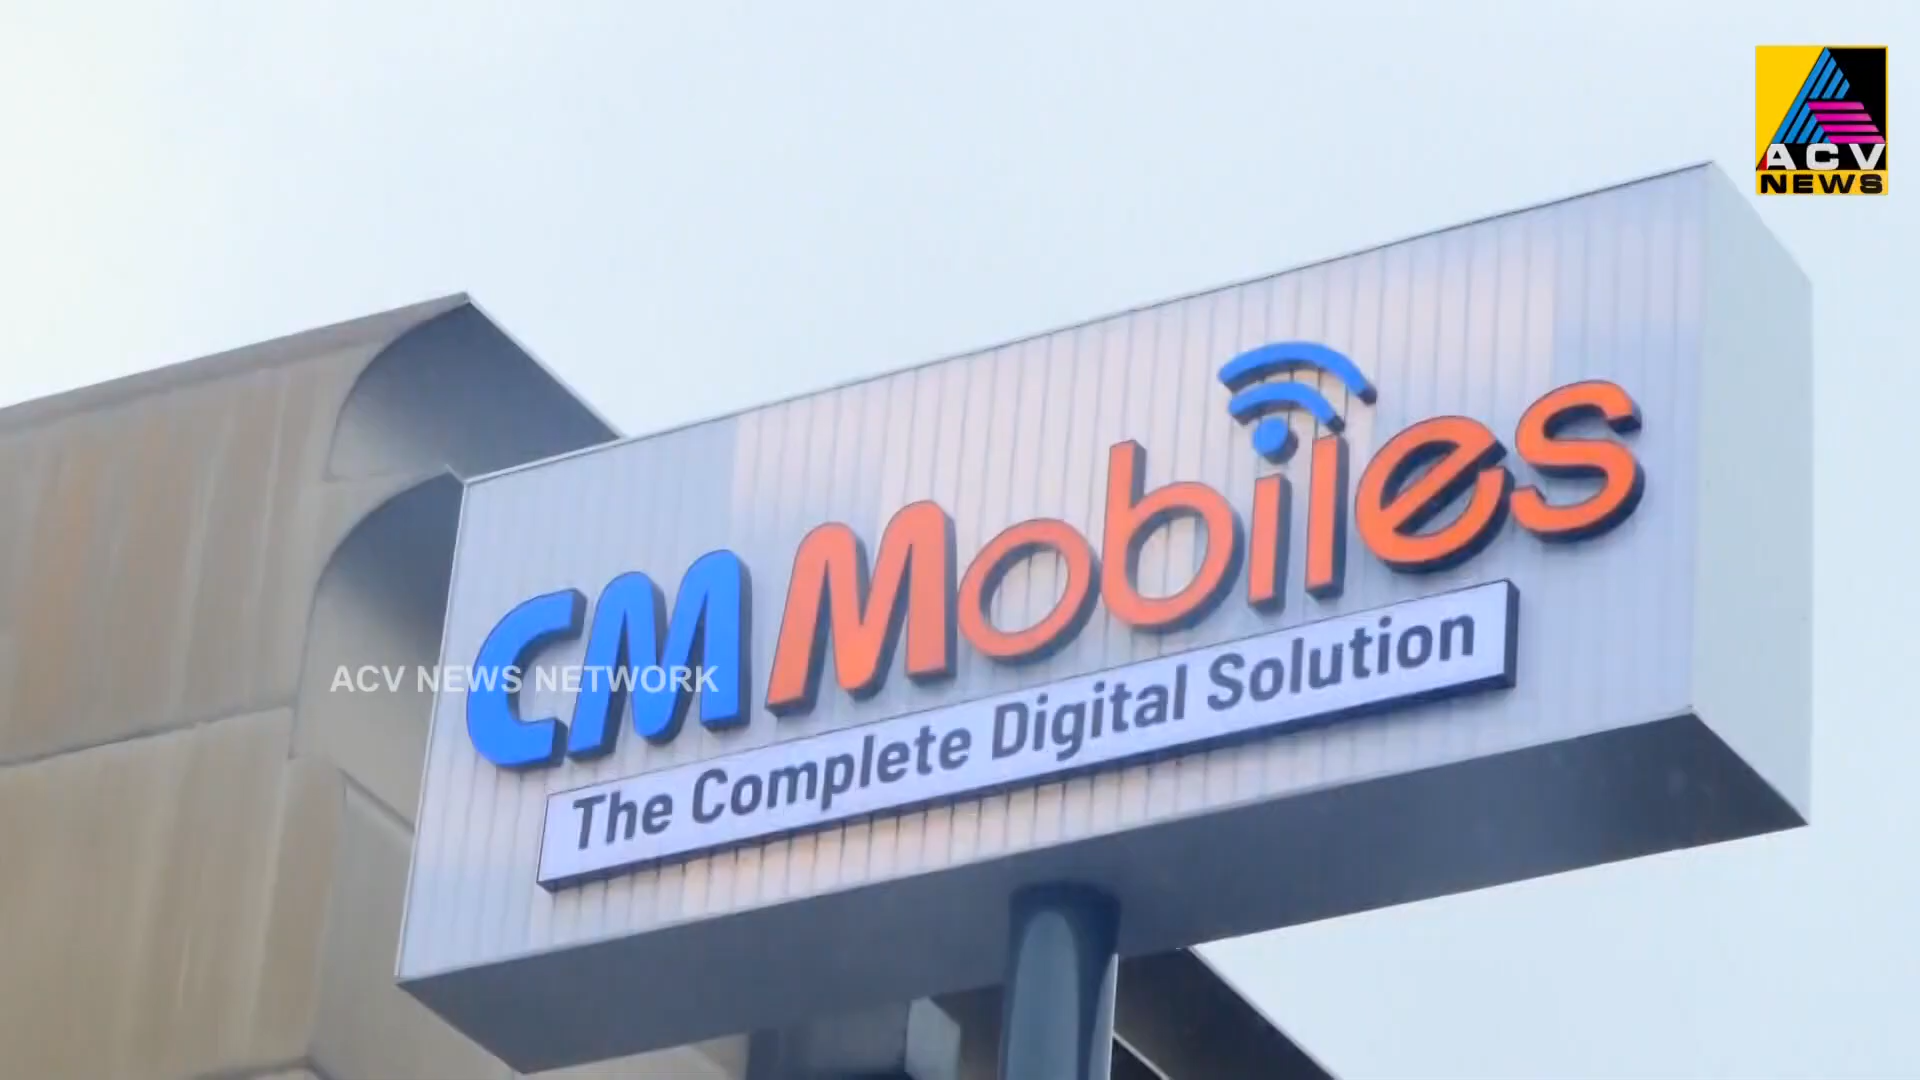 ACV
NEWS
CM Mobiles
The Complete Digital Solution
ACV NEWS NETWORK